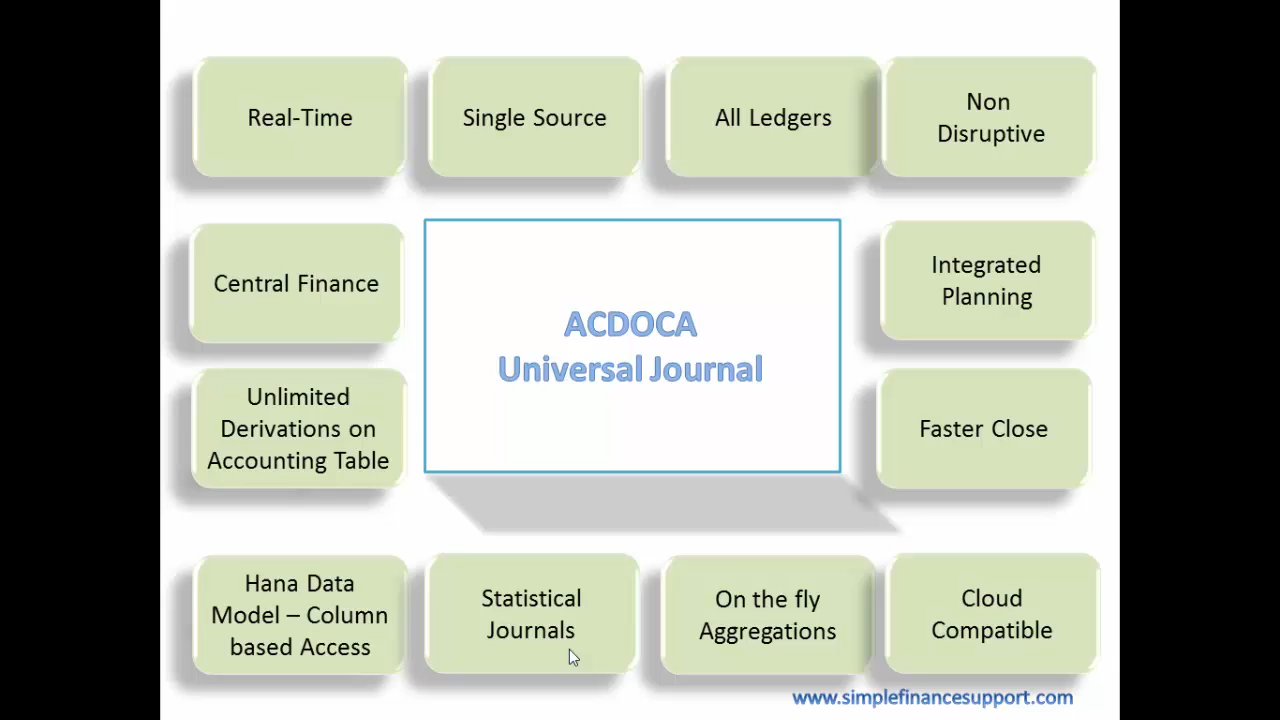 Real-Time
Single Source
All Ledgers
Non
Disruptive
Central Finance
ACDOCA
Universal Journal
Integrated
Planning
Unlimited
Derivations on
Accounting Table
Faster Close
Hana Data
Model – Column
based Access
Statistical
Journals
On the fly
Aggregations
Cloud
Compatible
www.simplefinancesupport.com